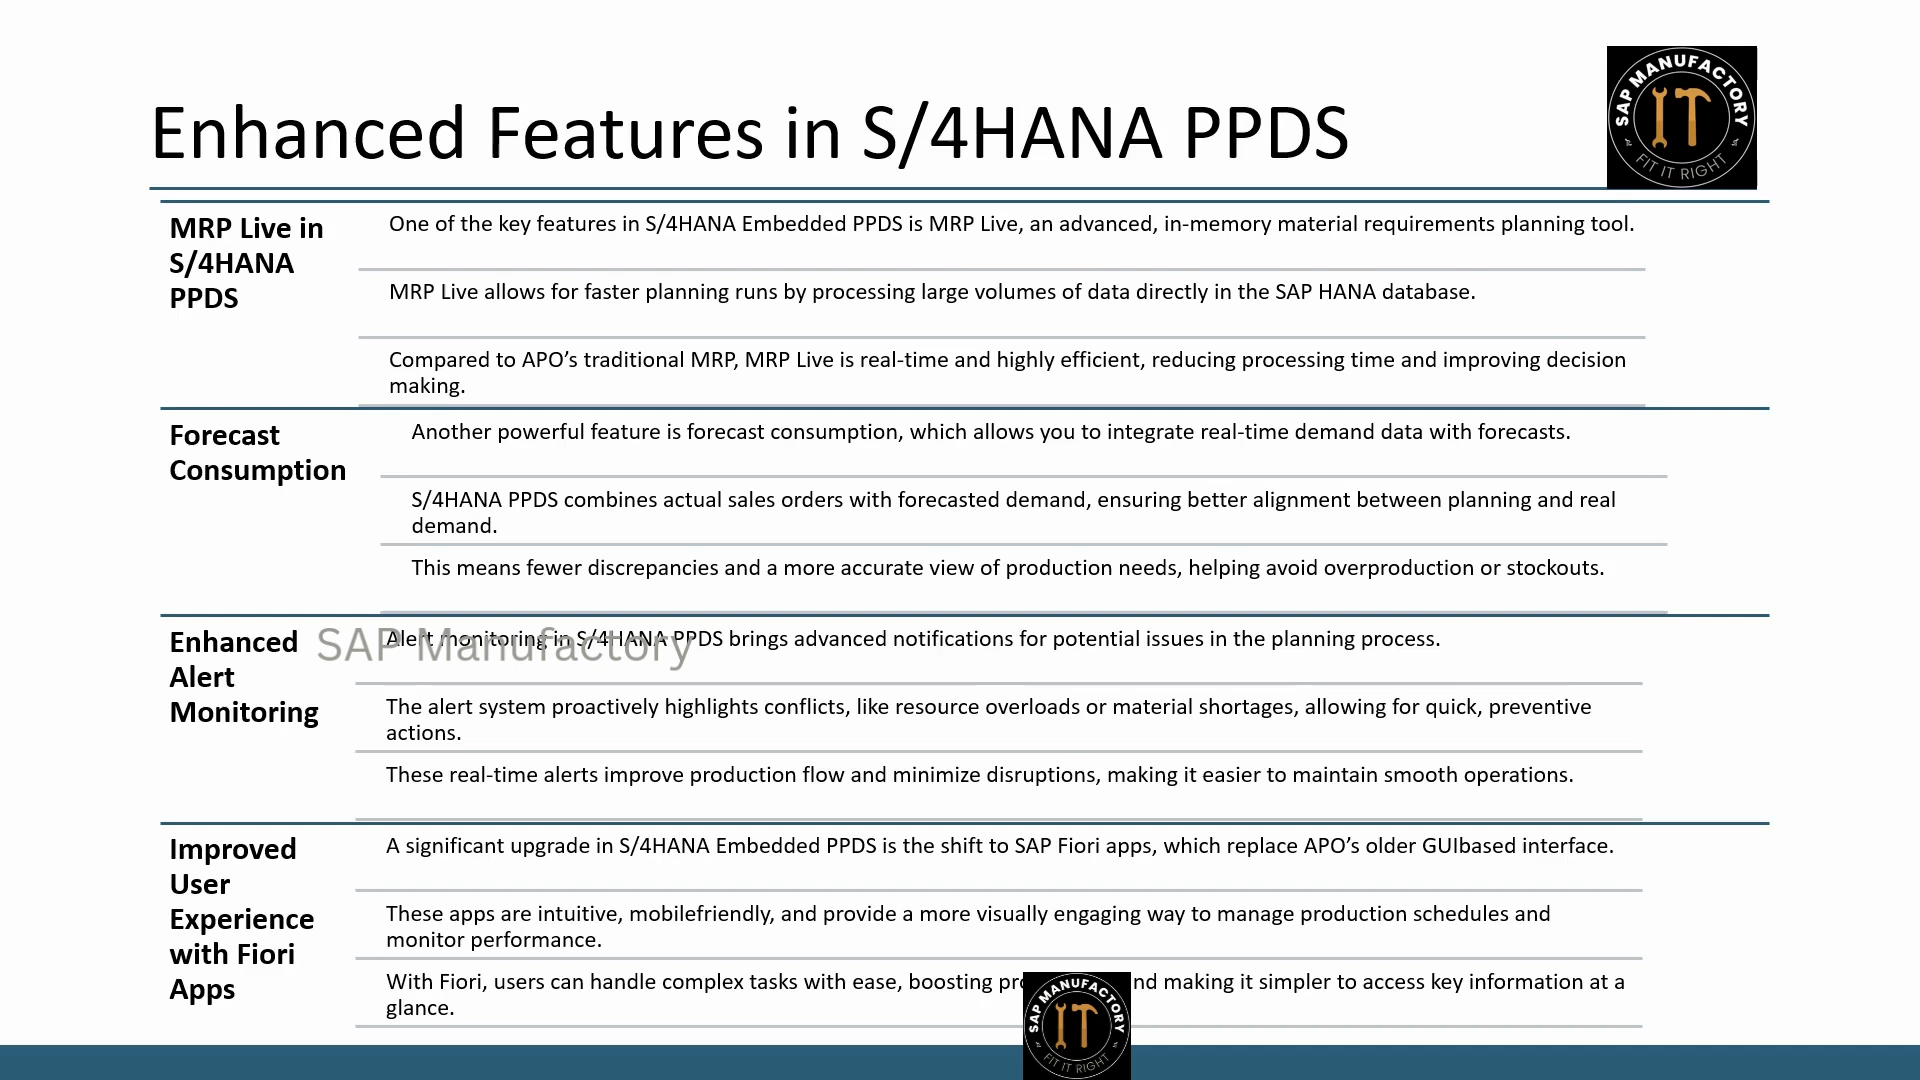 Enhanced Features in S/4HANA PPDS
SAP MANUFACTORY
IT
FIT IT RIGHT
MRP Live in
S/4HANA
PPDS
One of the key features in S/4HANA Embedded PPDS is MRP Live, an advanced, in-memory material requirements planning tool.
MRP Live allows for faster planning runs by processing large volumes of data directly in the SAP HANA database.
Compared to APO’s traditional MRP, MRP Live is real-time and highly efficient, reducing processing time and improving decision
making.
Forecast
Consumption
Another powerful feature is forecast consumption, which allows you to integrate real-time demand data with forecasts.
S/4HANA PPDS combines actual sales orders with forecasted demand, ensuring better alignment between planning and real
demand.
This means fewer discrepancies and a more accurate view of production needs, helping avoid overproduction or stockouts.
Enhanced
Alert
Monitoring
SAP Manufactory
Alert monitoring in S/4HANA PPDS brings advanced notifications for potential issues in the planning process.
The alert system proactively highlights conflicts, like resource overloads or material shortages, allowing for quick, preventive
actions.
These real-time alerts improve production flow and minimize disruptions, making it easier to maintain smooth operations.
Improved
User
Experience
with Fiori
Apps
A significant upgrade in S/4HANA Embedded PPDS is the shift to SAP Fiori apps, which replace APO’s older GUIbased interface.
These apps are intuitive, mobilefriendly, and provide a more visually engaging way to manage production schedules and
monitor performance.
With Fiori, users can handle complex tasks with ease, boosting making it simpler to access key information at a
glance.
SAP MANUFACTORY
IT
FIT IT RIGHT